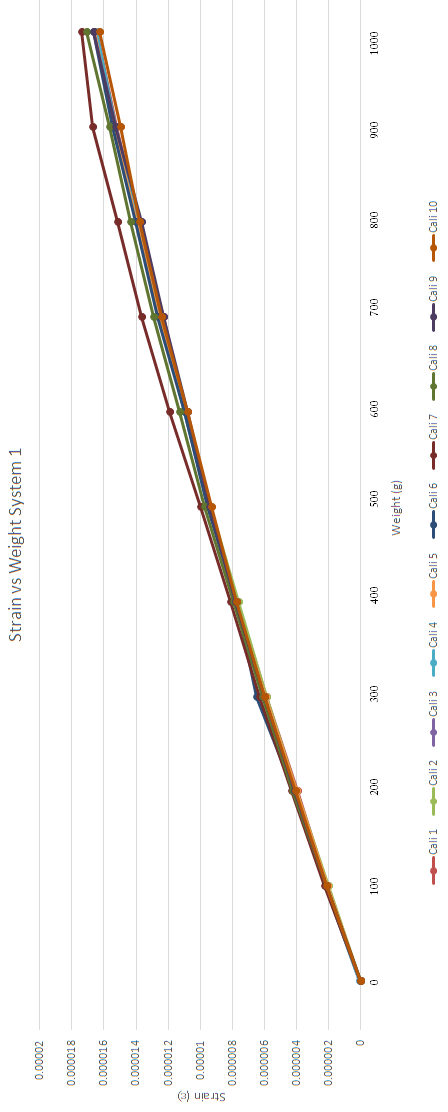 Strain vs Weight System 1
0.00002
0.000018
0.000016
0.000014
0.000012
0.00001
0.000008
0.000006
0.000004
0.000002
0
Strain (ε)
0
100
200
300
400
500
600
700
800
900
1000
Weight (g)
Cali 1
Cali 2
Cali 3
Cali 4
Cali 5
Cali 6
Cali 7
Cali 8
Cali 9
Cali 10